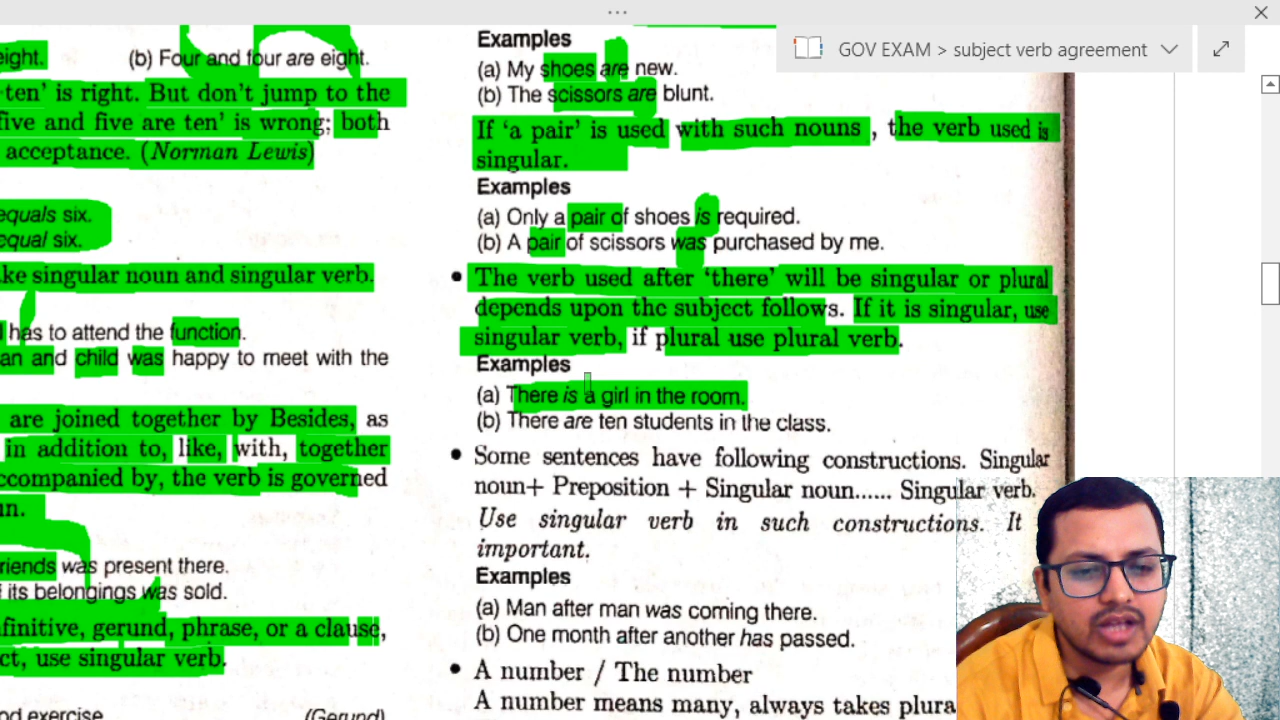 GOV EXAM > subject verb agreement
eight.
(b) Four and four are eight.
ten' is right. But don't jump to the
five and five are ten' is wrong; both
acceptance. (Norman Lewis)
equals six.
equal six.
ke singular noun and singular verb.
has to attend the function.
an and child was happy to meet with the
are joined together by Besides, as
in addition to, like, with, together
ccompanied by, the verb is governed
un.
riends was present there.
its belongings was sold.
finitive, gerund, phrase, or a clause,
ct, use singular verb.
od exercise
(Gerund)
Examples
(a) My shoes are new.
(b) The scissors are blunt.
If 'a pair' is used with such nouns , the verb used is
singular.
Examples
(a) Only a pair of shoes is required.
(b) A pair of scissors was purchased by me.
• The verb used after 'there' will be singular or plural
depends upon the subject follows. If it is singular, use
singular verb, if plural use plural verb.
Examples
(a) There is a girl in the room.
(b) There are ten students in the class.
• Some sentences have following constructions. Singular
noun+ Preposition + Singular noun...... Singular verb.
Use singular verb in such constructions. It
important.
Examples
(a) Man after man was coming there.
(b) One month after another has passed.
• A number / The number
A number means many, always takes plura